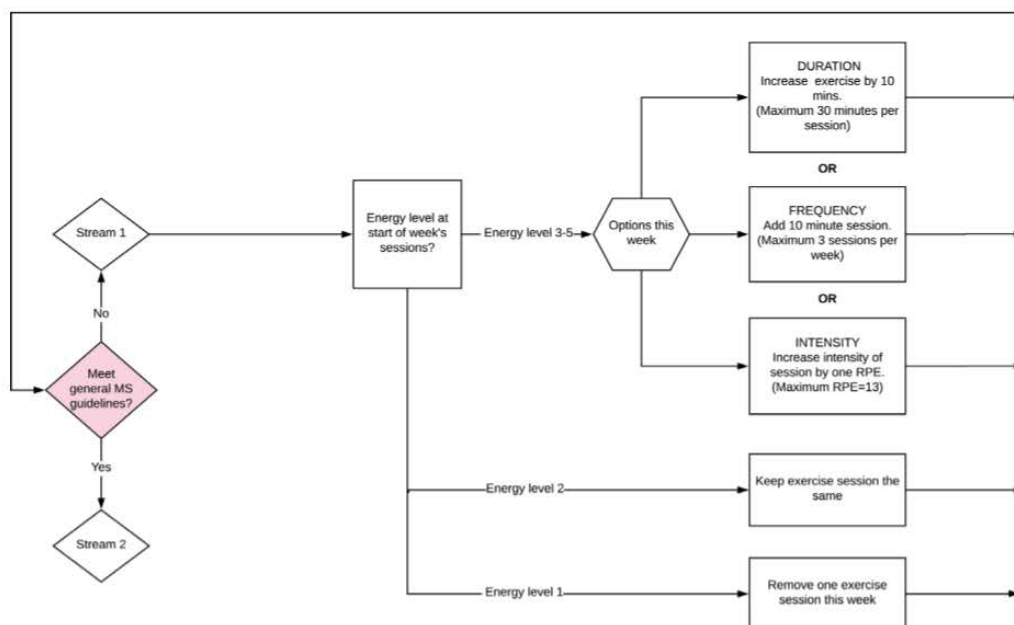 DURATION
Increase exercise by 10
mins.
(Maximum 30 minutes per
session)
OR
Stream 1
Energy level at
start of week's
sessions?
Energy level 3-5
Options this
week
FREQUENCY
Add 10 minute session.
(Maximum 3 sessions per
week)
OR
No
INTENSITY
Increase intensity of
session by one RPE.
(Maximum RPE=13)
Meet
general MS
guidelines?
Yes
Energy level 2
Keep exercise session the
same
Stream 2
Energy level 1
Remove one exercise
session this week